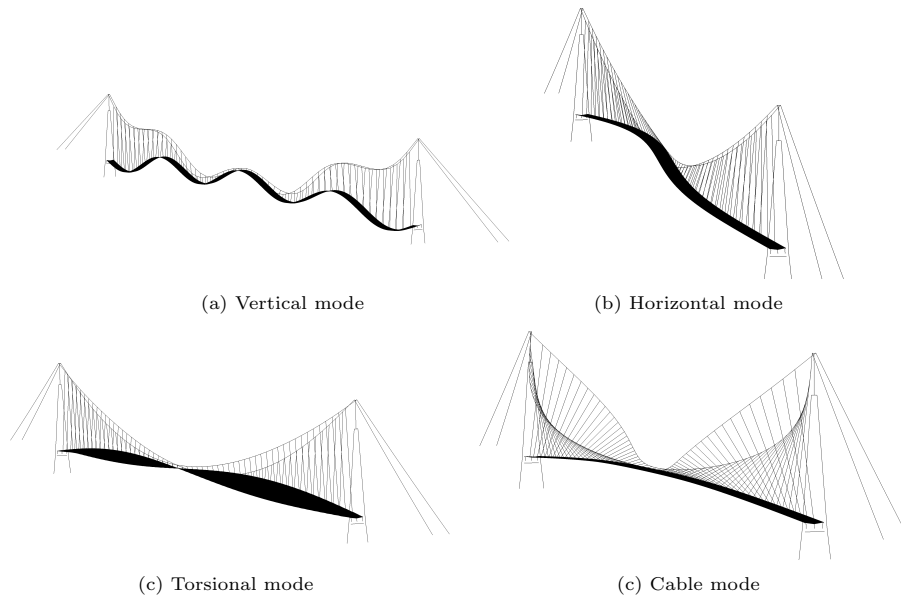 (a) Vertical mode
(b) Horizontal mode
(c) Torsional mode
(c) Cable mode